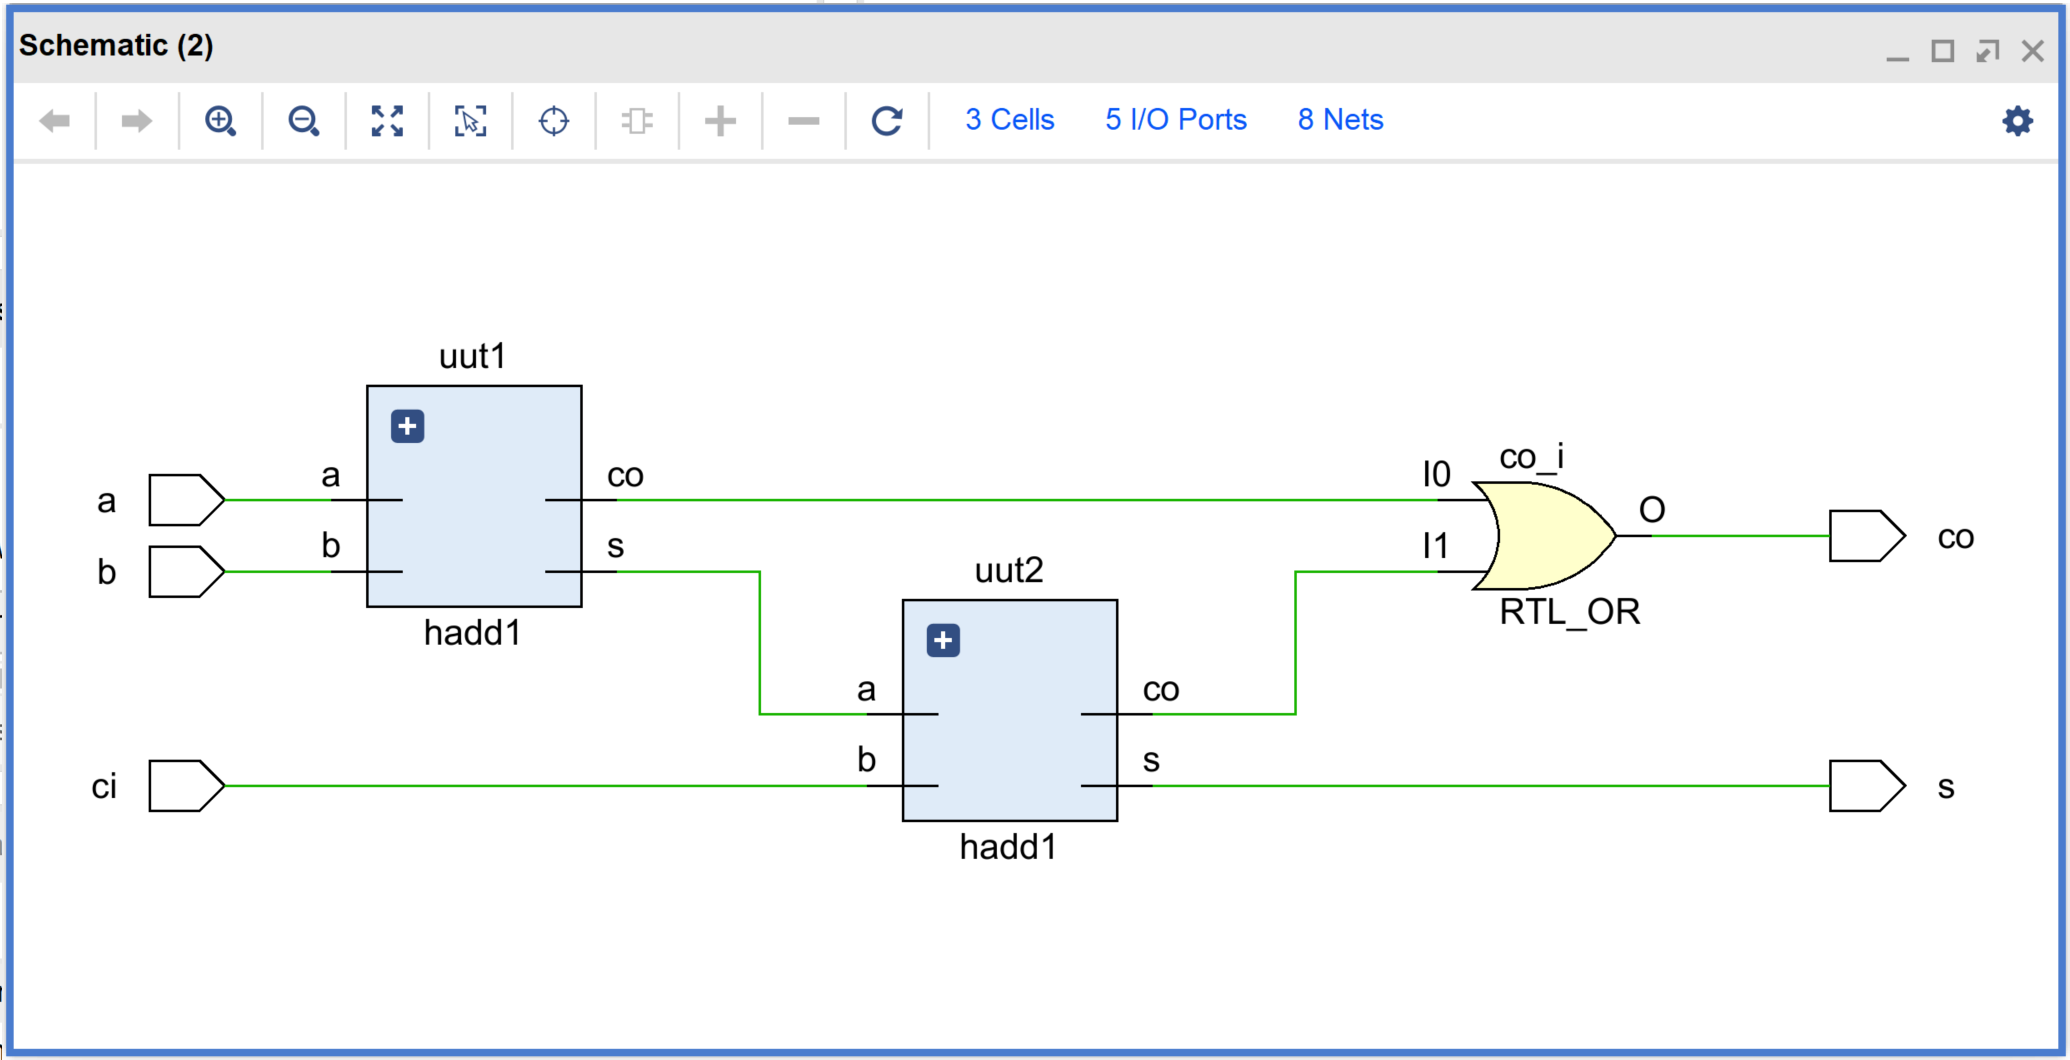 Schematic (2)
3 Cells 5 I/O Ports 8 Nets
uut1
a
a
co
I0
co_i
O
co
b
b
s
I1
RTL_OR
hadd1
uut2
a
co
ci
b
s
s
hadd1